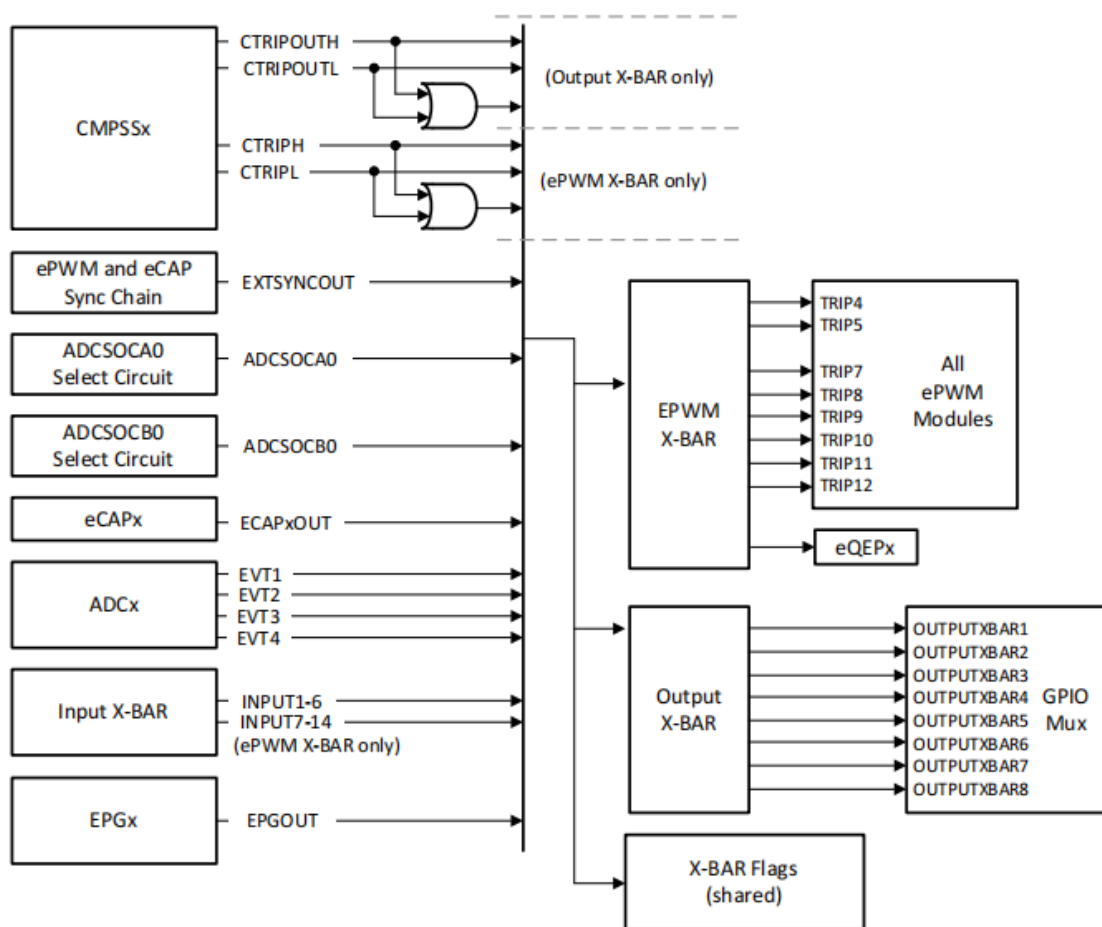 CTRIPOUTH
CTRIPOUTL
(Output X-BAR only)
CMPSSx
CTRIPH
CTRIPL
(ePWM X-BAR only)
ePWM and eCAP
Sync Chain
EXTSYNCOUT
ADCSOCA0
Select Circuit
ADCSOCA0
ADCSOCB0
Select Circuit
ADCSOCB0
eCAPx
ECAPxOUT
ADCx
EVT1
EVT2
EVT3
EVT4
Input X-BAR
INPUT1-6
INPUT7-14
(ePWM X-BAR only)
EPGx
EPGOUT
EPWM
X-BAR
TRIP4
TRIP5
TRIP7
TRIP8
TRIP9
TRIP10
TRIP11
TRIP12
All
ePWM
Modules
eQEPx
Output
X-BAR
OUTPUTXBAR1
OUTPUTXBAR2
OUTPUTXBAR3
OUTPUTXBAR4
OUTPUTXBAR5
OUTPUTXBAR6
OUTPUTXBAR7
OUTPUTXBAR8
GPIO
Mux
X-BAR Flags
(shared)